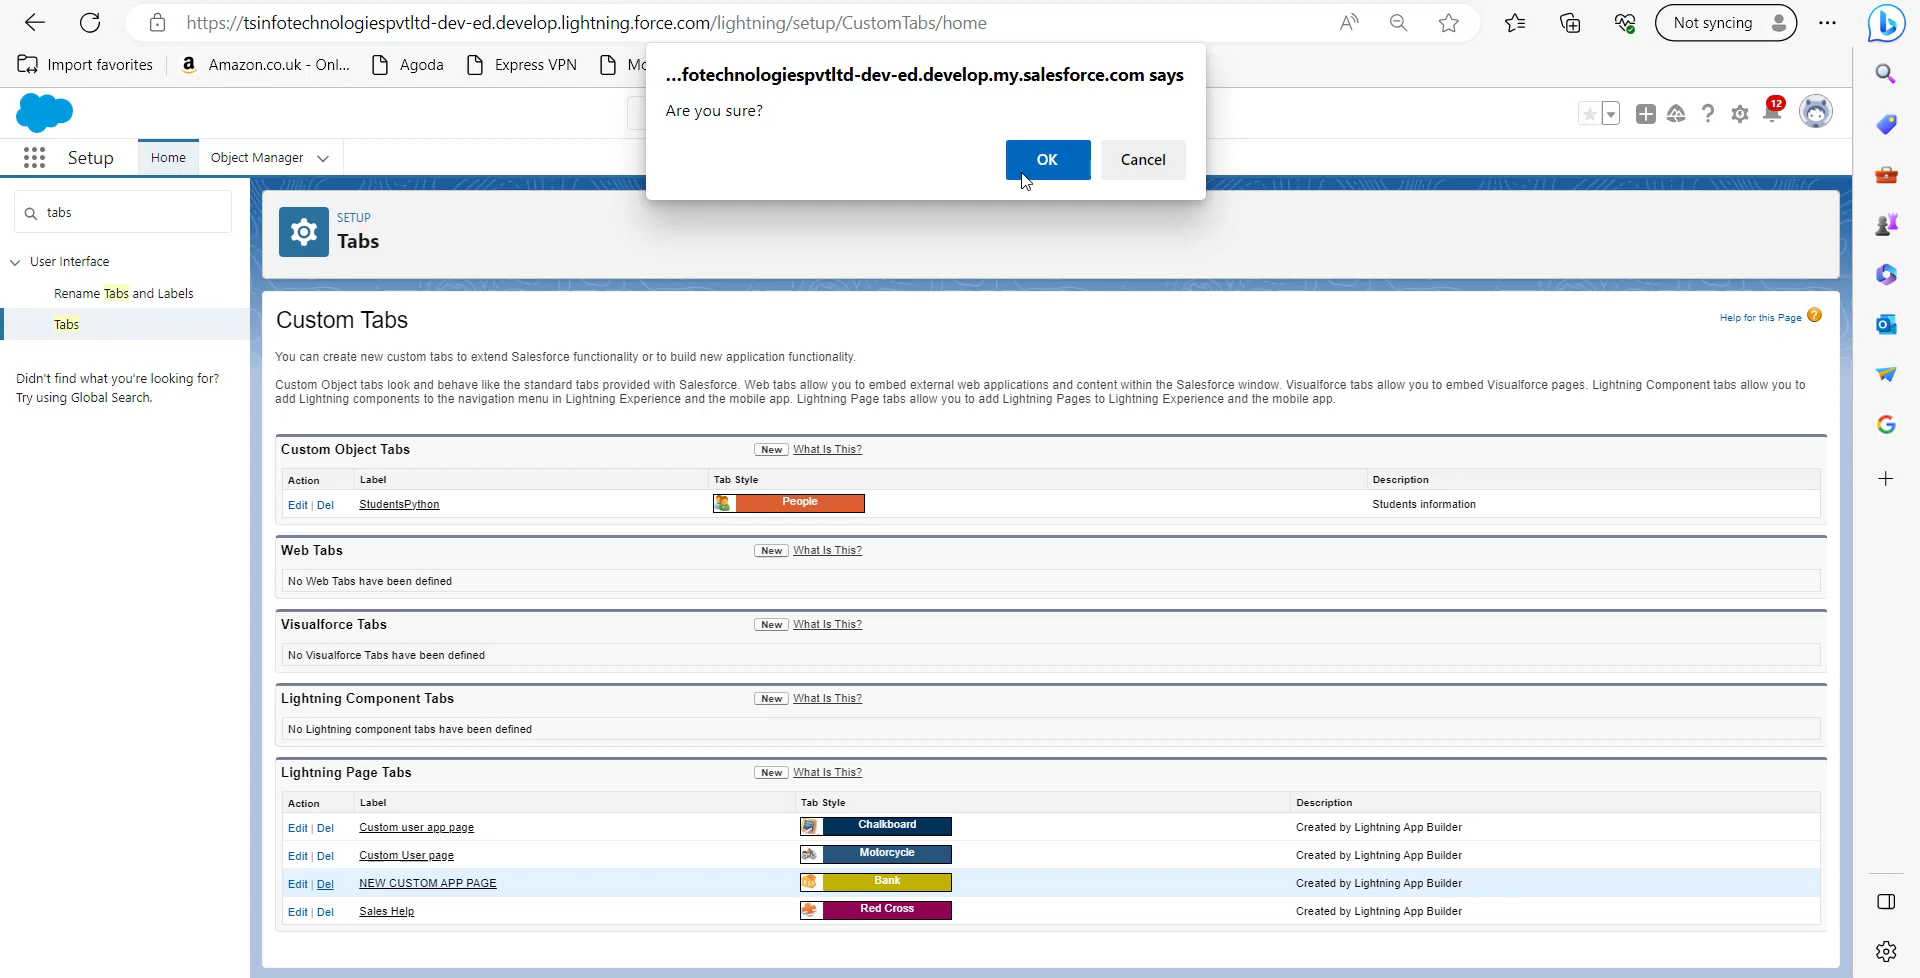 https://tsinfotechnologiespvtltd-dev-ed.develop.lightning.force.com/lightning/setup/CustomTabs/home
Not syncing
Import favorites
Amazon.co.uk - Onl...
Agoda
Express VPN
...fotechnologiespvtltd-dev-ed.develop.my.salesforce.com says
Are you sure?
OK
Cancel
12
Setup
Home
Object Manager
tabs
User Interface
Rename Tabs and Labels
Tabs
Didn't find what you're looking for?
Try using Global Search.
SETUP
Tabs
Custom Tabs
Help for this Page
You can create new custom tabs to extend Salesforce functionality or to build new application functionality.
Custom Object tabs look and behave like the standard tabs provided with Salesforce. Web tabs allow you to embed external web applications and content within the Salesforce window. Visualforce tabs allow you to embed Visualforce pages. Lightning Component tabs allow you to
add Lightning components to the navigation menu in Lightning Experience and the mobile app. Lightning Page tabs allow you to add Lightning Pages to Lightning Experience and the mobile app.
Custom Object Tabs New What Is This?
Action Label Tab Style Description
Edit | Del StudentsPython People Students information
Web Tabs New What Is This?
No Web Tabs have been defined
Visualforce Tabs New What Is This?
No Visualforce Tabs have been defined
Lightning Component Tabs New What Is This?
No Lightning component tabs have been defined
Lightning Page Tabs New What Is This?
Action Label Tab Style Description
Edit | Del Custom user app page Chalkboard Created by Lightning App Builder
Edit | Del Custom User page Motorcycle Created by Lightning App Builder
Edit | Del NEW CUSTOM APP PAGE Bank Created by Lightning App Builder
Edit | Del Sales Help Red Cross Created by Lightning App Builder